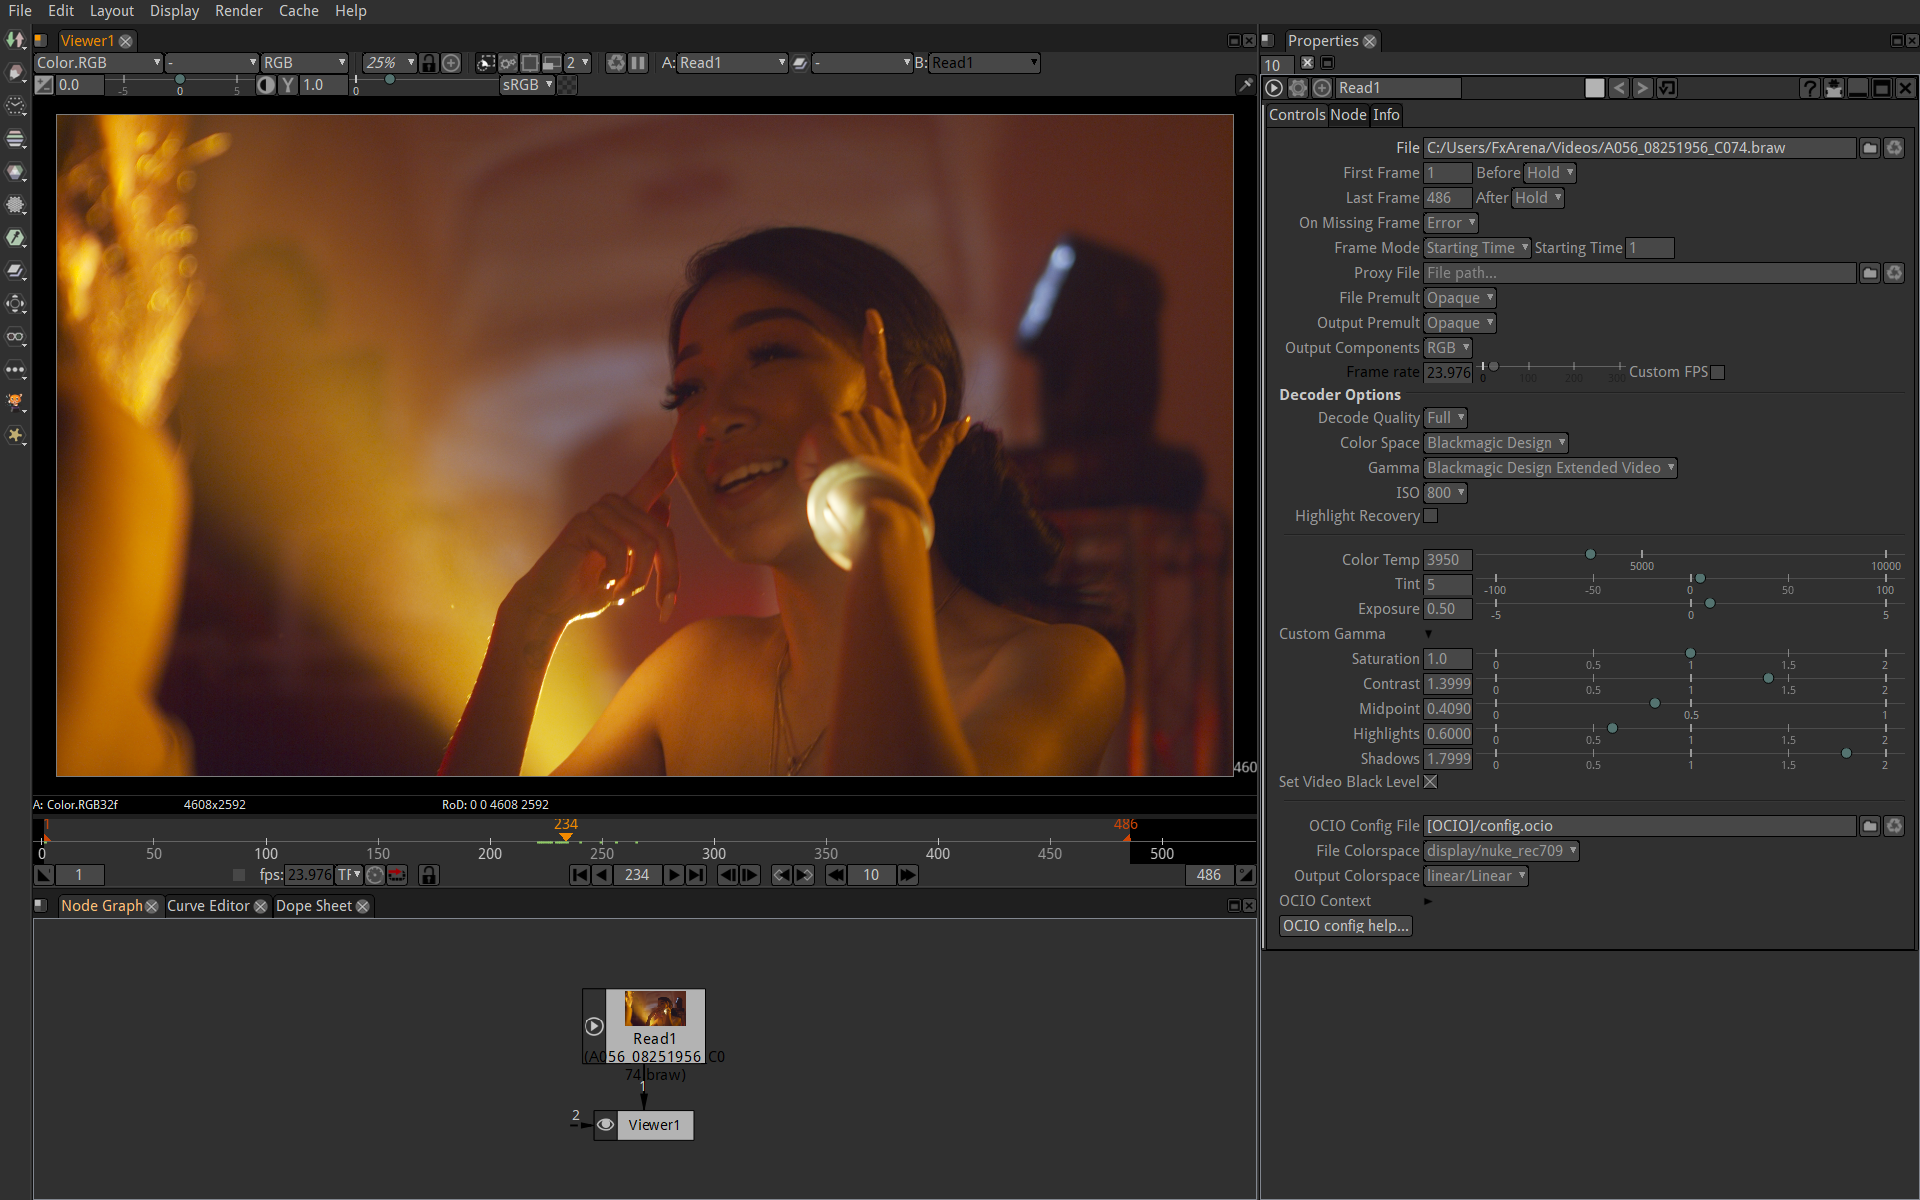 File Edit Layout Display Render Cache Help
Viewer1
Color.RGB - RGB 25% 2 A: Read1 - B: Read1
0.0 -5 0 5 Y 1.0 0 sRGB
460
A: Color.RGB32f 4608x2592 RoD: 0 0 4608 2592
1 234 486
0 50 100 150 200 250 300 350 400 450 500
1 fps: 23.976 TF 234 10 486
Node Graph Curve Editor Dope Sheet
Read1
(A056_08251956_C0
74.braw)
1
2
Viewer1
Properties
10
Read1
?
Controls Node Info
File C:/Users/FxArena/Videos/A056_08251956_C074.braw
First Frame 1 Before Hold
Last Frame 486 After Hold
On Missing Frame Error
Frame Mode Starting Time Starting Time 1
Proxy File File path...
File Premult Opaque
Output Premult Opaque
Output Components RGB
Frame rate 23.976 0 100 200 300 Custom FPS
Decoder Options
Decode Quality Full
Color Space Blackmagic Design
Gamma Blackmagic Design Extended Video
ISO 800
Highlight Recovery
Color Temp 3950 5000 10000
Tint 5 -100 -50 0 50 100
Exposure 0.50 -5 0 5
Custom Gamma
Saturation 1.0 0 0.5 1 1.5 2
Contrast 1.3999 0 0.5 1 1.5 2
Midpoint 0.4090 0 0.5 1
Highlights 0.6000 0 0.5 1 1.5 2
Shadows 1.7999 0 0.5 1 1.5 2
Set Video Black Level
OCIO Config File [OCIO]/config.ocio
File Colorspace display/nuke_rec709
Output Colorspace linear/Linear
OCIO Context
OCIO config help...